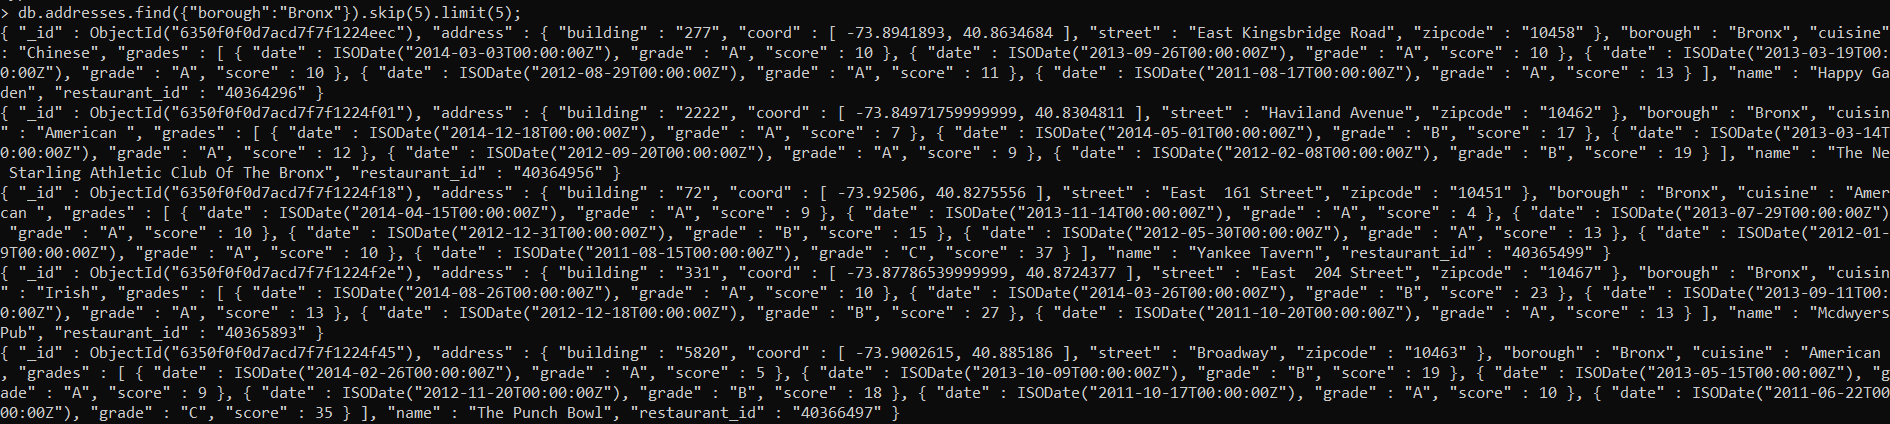 > db.addresses.find({"borough":"Bronx"}).skip(5).limit(5);
{ "_id" : ObjectId("6350f0f0d7acd7f7f1224eec"), "address" : { "building" : "277", "coord" : [ -73.8941893, 40.8634684 ], "street" : "East Kingsbridge Road", "zipcode" : "10458" }, "borough" : "Bronx", "cuisine"
: "Chinese", "grades" : [ { "date" : ISODate("2014-03-03T00:00:00Z"), "grade" : "A", "score" : 10 }, { "date" : ISODate("2013-09-26T00:00:00Z"), "grade" : "A", "score" : 10 }, { "date" : ISODate("2013-03-19T00:
0:00Z"), "grade" : "A", "score" : 10 }, { "date" : ISODate("2012-08-29T00:00:00Z"), "grade" : "A", "score" : 11 }, { "date" : ISODate("2011-08-17T00:00:00Z"), "grade" : "A", "score" : 13 } ], "name" : "Happy Ga
den", "restaurant_id" : "40364296" }
{ "_id" : ObjectId("6350f0f0d7acd7f7f1224f01"), "address" : { "building" : "2222", "coord" : [ -73.84971759999999, 40.8304811 ], "street" : "Haviland Avenue", "zipcode" : "10462" }, "borough" : "Bronx", "cuisin
" : "American ", "grades" : [ { "date" : ISODate("2014-12-18T00:00:00Z"), "grade" : "A", "score" : 7 }, { "date" : ISODate("2014-05-01T00:00:00Z"), "grade" : "B", "score" : 17 }, { "date" : ISODate("2013-03-14T
0:00:00Z"), "grade" : "A", "score" : 12 }, { "date" : ISODate("2012-09-20T00:00:00Z"), "grade" : "A", "score" : 9 }, { "date" : ISODate("2012-02-08T00:00:00Z"), "grade" : "B", "score" : 19 } ], "name" : "The Ne
Starling Athletic Club Of The Bronx", "restaurant_id" : "40364956" }
{ "_id" : ObjectId("6350f0f0d7acd7f7f1224f18"), "address" : { "building" : "72", "coord" : [ -73.92506, 40.8275556 ], "street" : "East  161 Street", "zipcode" : "10451" }, "borough" : "Bronx", "cuisine" : "Amer
can ", "grades" : [ { "date" : ISODate("2014-04-15T00:00:00Z"), "grade" : "A", "score" : 9 }, { "date" : ISODate("2013-11-14T00:00:00Z"), "grade" : "A", "score" : 4 }, { "date" : ISODate("2013-07-29T00:00:00Z")
"grade" : "A", "score" : 10 }, { "date" : ISODate("2012-12-31T00:00:00Z"), "grade" : "B", "score" : 15 }, { "date" : ISODate("2012-05-30T00:00:00Z"), "grade" : "A", "score" : 13 }, { "date" : ISODate("2012-01-
9T00:00:00Z"), "grade" : "A", "score" : 10 }, { "date" : ISODate("2011-08-15T00:00:00Z"), "grade" : "C", "score" : 37 } ], "name" : "Yankee Tavern", "restaurant_id" : "40365499" }
{ "_id" : ObjectId("6350f0f0d7acd7f7f1224f2e"), "address" : { "building" : "331", "coord" : [ -73.87786539999999, 40.8724377 ], "street" : "East  204 Street", "zipcode" : "10467" }, "borough" : "Bronx", "cuisin
" : "Irish", "grades" : [ { "date" : ISODate("2014-08-26T00:00:00Z"), "grade" : "A", "score" : 10 }, { "date" : ISODate("2014-03-26T00:00:00Z"), "grade" : "B", "score" : 23 }, { "date" : ISODate("2013-09-11T00:
0:00Z"), "grade" : "A", "score" : 13 }, { "date" : ISODate("2012-12-18T00:00:00Z"), "grade" : "B", "score" : 27 }, { "date" : ISODate("2011-10-20T00:00:00Z"), "grade" : "A", "score" : 13 } ], "name" : "Mcdwyers
Pub", "restaurant_id" : "40365893" }
{ "_id" : ObjectId("6350f0f0d7acd7f7f1224f45"), "address" : { "building" : "5820", "coord" : [ -73.9002615, 40.885186 ], "street" : "Broadway", "zipcode" : "10463" }, "borough" : "Bronx", "cuisine" : "American
, "grades" : [ { "date" : ISODate("2014-02-26T00:00:00Z"), "grade" : "A", "score" : 5 }, { "date" : ISODate("2013-10-09T00:00:00Z"), "grade" : "B", "score" : 19 }, { "date" : ISODate("2013-05-15T00:00:00Z"), "g
ade" : "A", "score" : 9 }, { "date" : ISODate("2012-11-20T00:00:00Z"), "grade" : "B", "score" : 18 }, { "date" : ISODate("2011-10-17T00:00:00Z"), "grade" : "A", "score" : 10 }, { "date" : ISODate("2011-06-22T00
00:00Z"), "grade" : "C", "score" : 35 } ], "name" : "The Punch Bowl", "restaurant_id" : "40366497" }